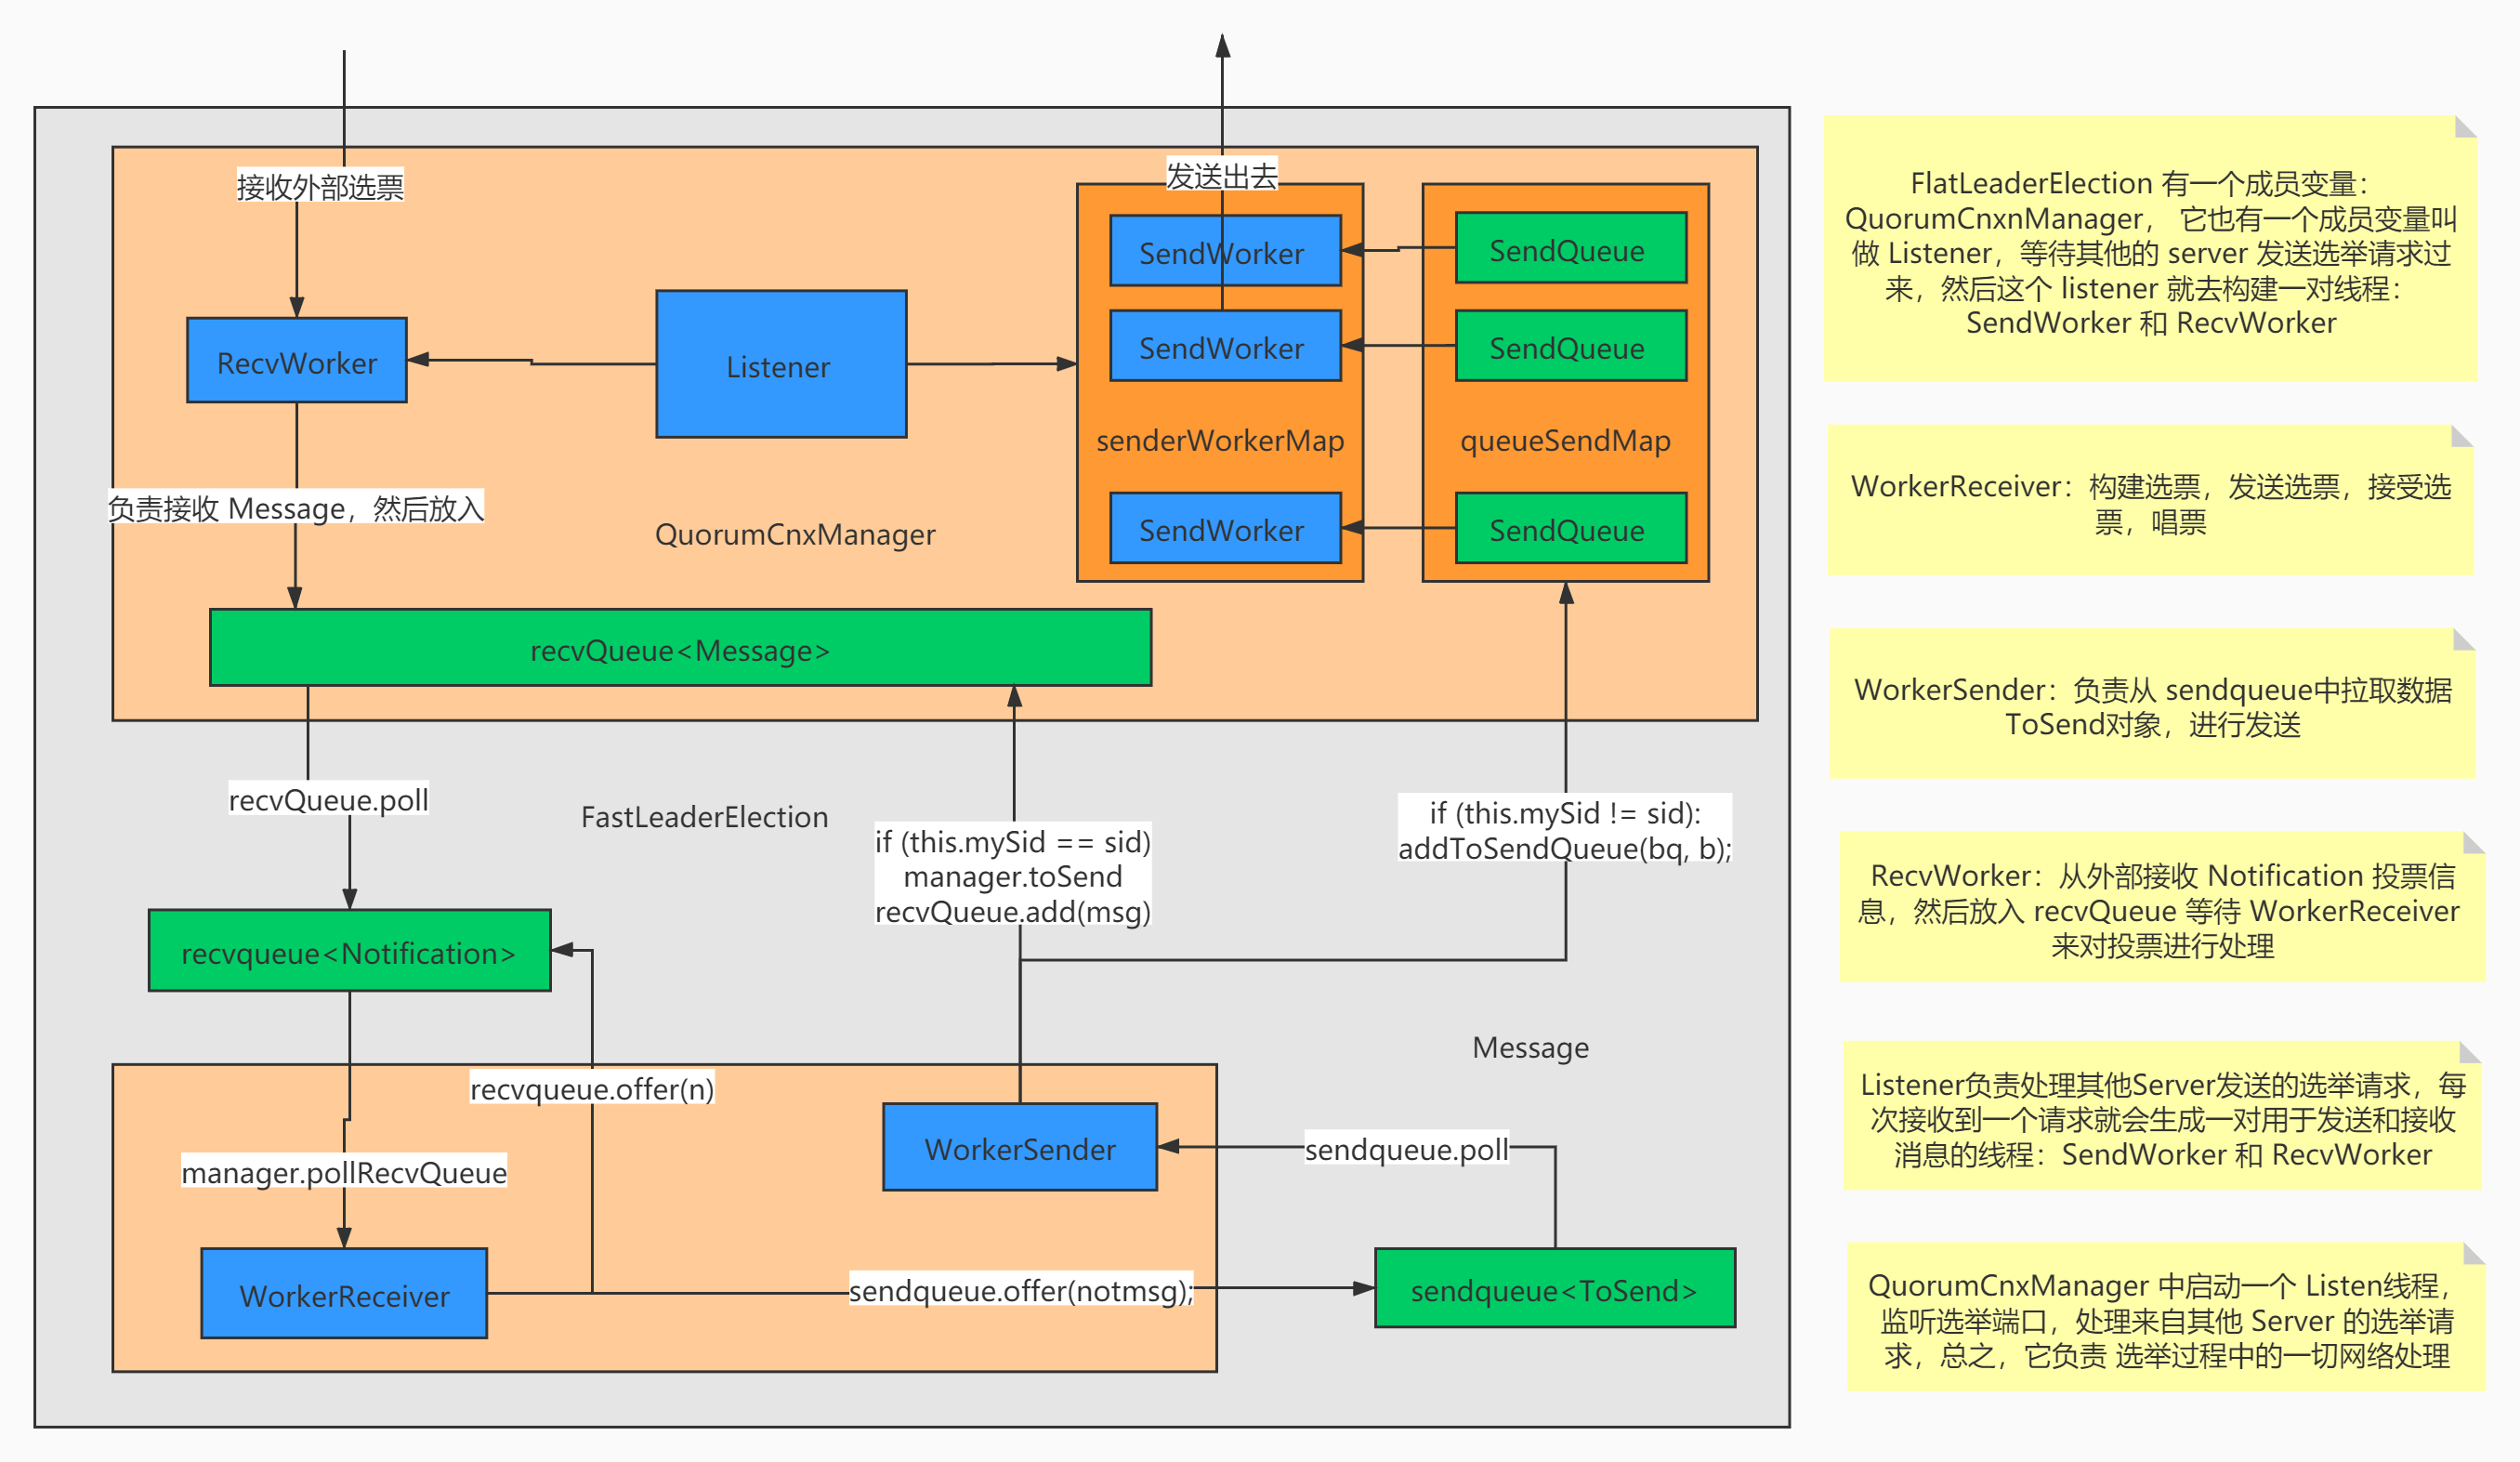 接收外部选票
发送出去
SendWorker
SendQueue
RecvWorker
Listener
SendWorker
SendQueue
senderWorkerMap
queueSendMap
负责接收 Message，然后放入
QuorumCnxManager
SendWorker
SendQueue
recvQueue<Message>
recvQueue.poll
FastLeaderElection
if (this.mySid == sid)
manager.toSend
recvQueue.add(msg)
if (this.mySid != sid):
addToSendQueue(bq, b);
recvqueue<Notification>
Message
recvqueue.offer(n)
WorkerSender
sendqueue.poll
manager.pollRecvQueue
WorkerReceiver
sendqueue.offer(notmsg);
sendqueue<ToSend>
FlatLeaderElection 有一个成员变量：
QuorumCnxnManager， 它也有一个成员变量叫
做 Listener，等待其他的 server 发送选举请求过
来，然后这个 listener 就去构建一对线程：
SendWorker 和 RecvWorker
WorkerReceiver：构建选票，发送选票，接受选
票，唱票
WorkerSender：负责从 sendqueue中拉取数据
ToSend对象，进行发送
RecvWorker：从外部接收 Notification 投票信
息，然后放入 recvQueue 等待 WorkerReceiver
来对投票进行处理
Listener负责处理其他Server发送的选举请求，每
次接收到一个请求就会生成一对用于发送和接收
消息的线程：SendWorker 和 RecvWorker
QuorumCnxManager 中启动一个 Listen线程，
监听选举端口，处理来自其他 Server 的选举请
求，总之，它负责 选举过程中的一切网络处理